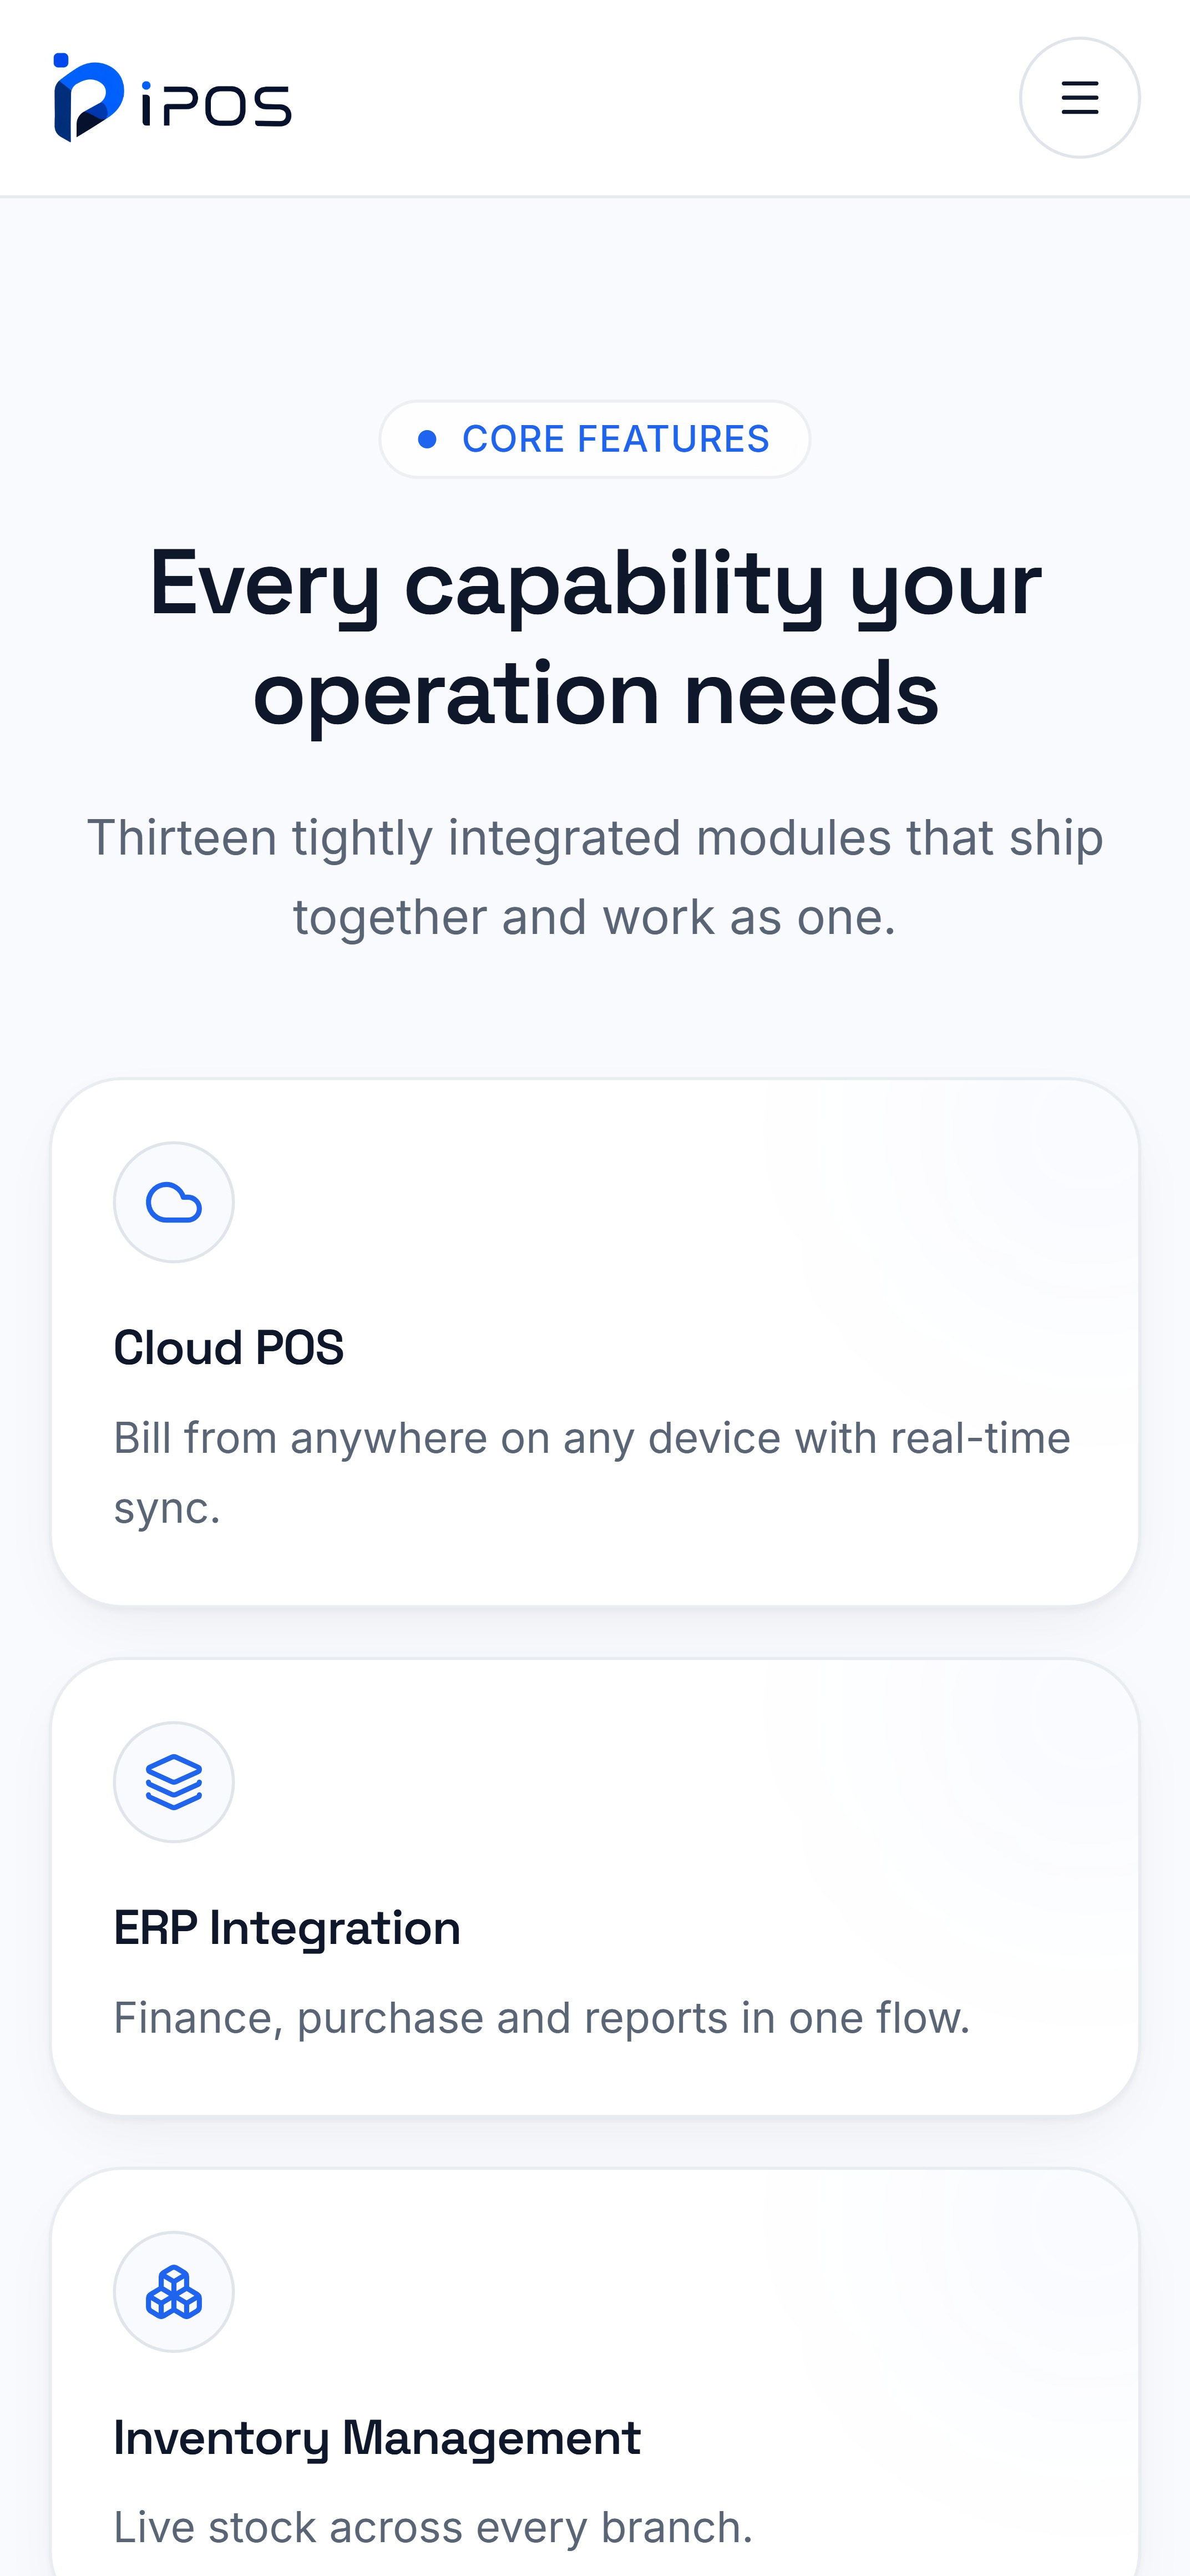 iPOS
CORE FEATURES
Every capability your
operation needs
Thirteen tightly integrated modules that ship
together and work as one.
Cloud POS
Bill from anywhere on any device with real-time
sync.
ERP Integration
Finance, purchase and reports in one flow.
Inventory Management
Live stock across every branch.